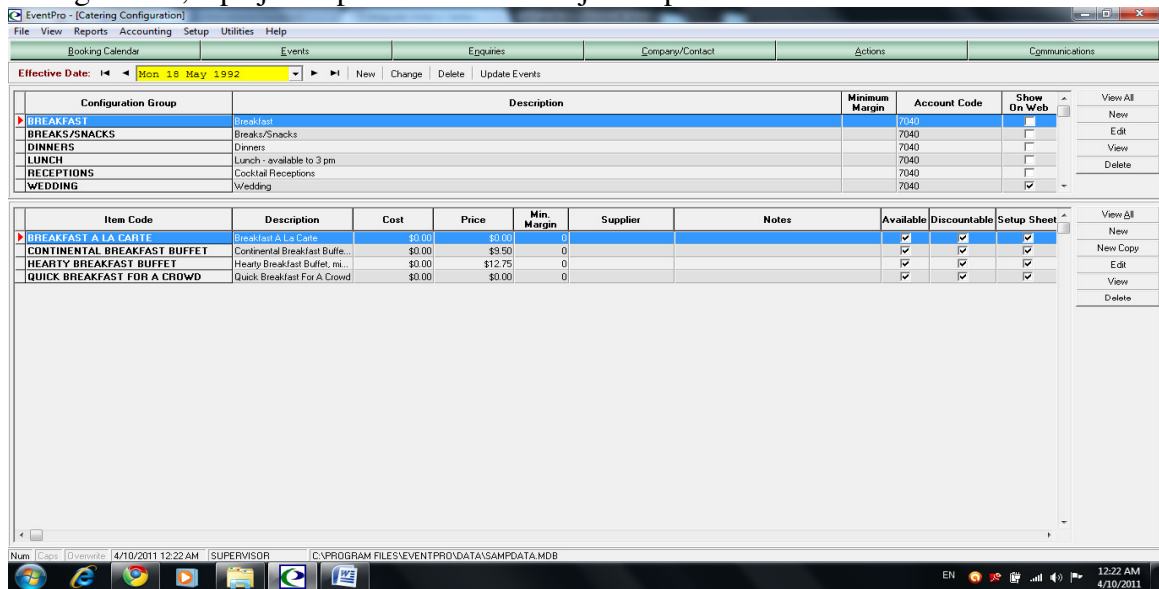 EventPro - [Catering Configuration]
File View Reports Accounting Setup Utilities Help
Booking Calendar Events Enquiries Company/Contact Actions Communications
Effective Date: Mon 18 May 1992 New Change Delete Update Events
Configuration Group Description Minimum Margin Account Code Show On Web View All
BREAKFAST Breakfast 7040 New
BREAKS/SNACKS Breaks/Snacks 7040 Edit
DINNERS Dinners 7040 View
LUNCH Lunch - available to 3 pm 7040 Delete
RECEPTIONS Cocktail Receptions 7040
WEDDING Wedding 7040
Item Code Description Cost Price Min. Margin Supplier Notes Available Discountable Setup Sheet View All
BREAKFAST A LA CARTE Breakfast A La Carte $0.00 $0.00 0 New
CONTINENTAL BREAKFAST BUFFET Continental Breakfast Buffe... $0.00 $9.50 0 New Copy
HEARTY BREAKFAST BUFFET Hearty Breakfast Buffet, mi... $0.00 $12.75 0 Edit
QUICK BREAKFAST FOR A CROWD Quick Breakfast For A Crowd $0.00 $0.00 0 View
Delete
Num Caps Overwrite 4/10/2011 12:22 AM SUPERVISOR C:\PROGRAM FILES\EVENTPRO\DATA\SAMPDATA.MDB
EN 12:22 AM
4/10/2011